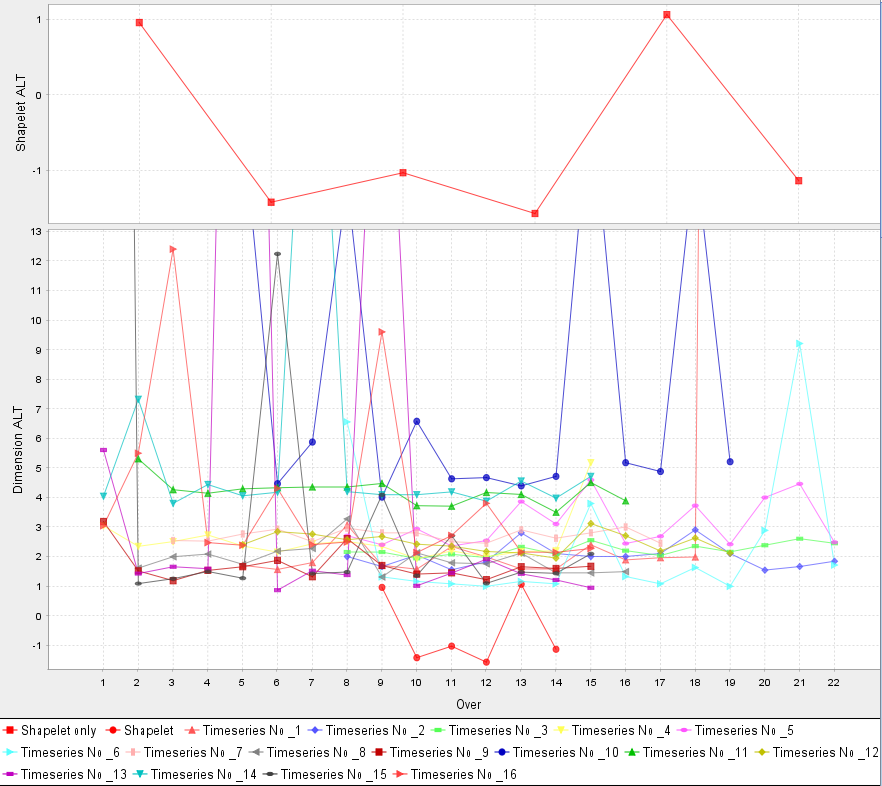 Shapelet ALT
1
0
-1
Dimension ALT
13
12
11
10
9
8
7
6
5
4
3
2
1
0
-1
1 2 3 4 5 6 7 8 9 10 11 12 13 14 15 16 17 18 19 20 21 22
Over
Shapelet only Shapelet Timeseries No _1 Timeseries No _2 Timeseries No _3 Timeseries No _4 Timeseries No _5
Timeseries No _6 Timeseries No _7 Timeseries No _8 Timeseries No _9 Timeseries No _10 Timeseries No _11 Timeseries No _12
Timeseries No _13 Timeseries No _14 Timeseries No _15 Timeseries No _16